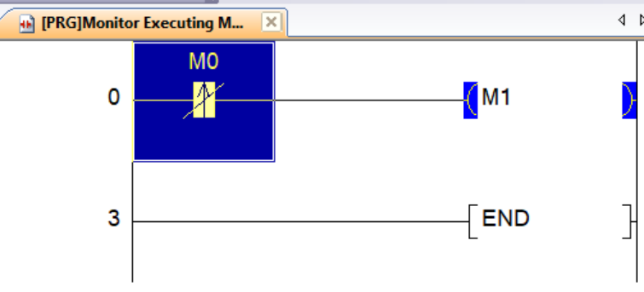 [PRG]Monitor Executing M...
M0
0
M1
3
END